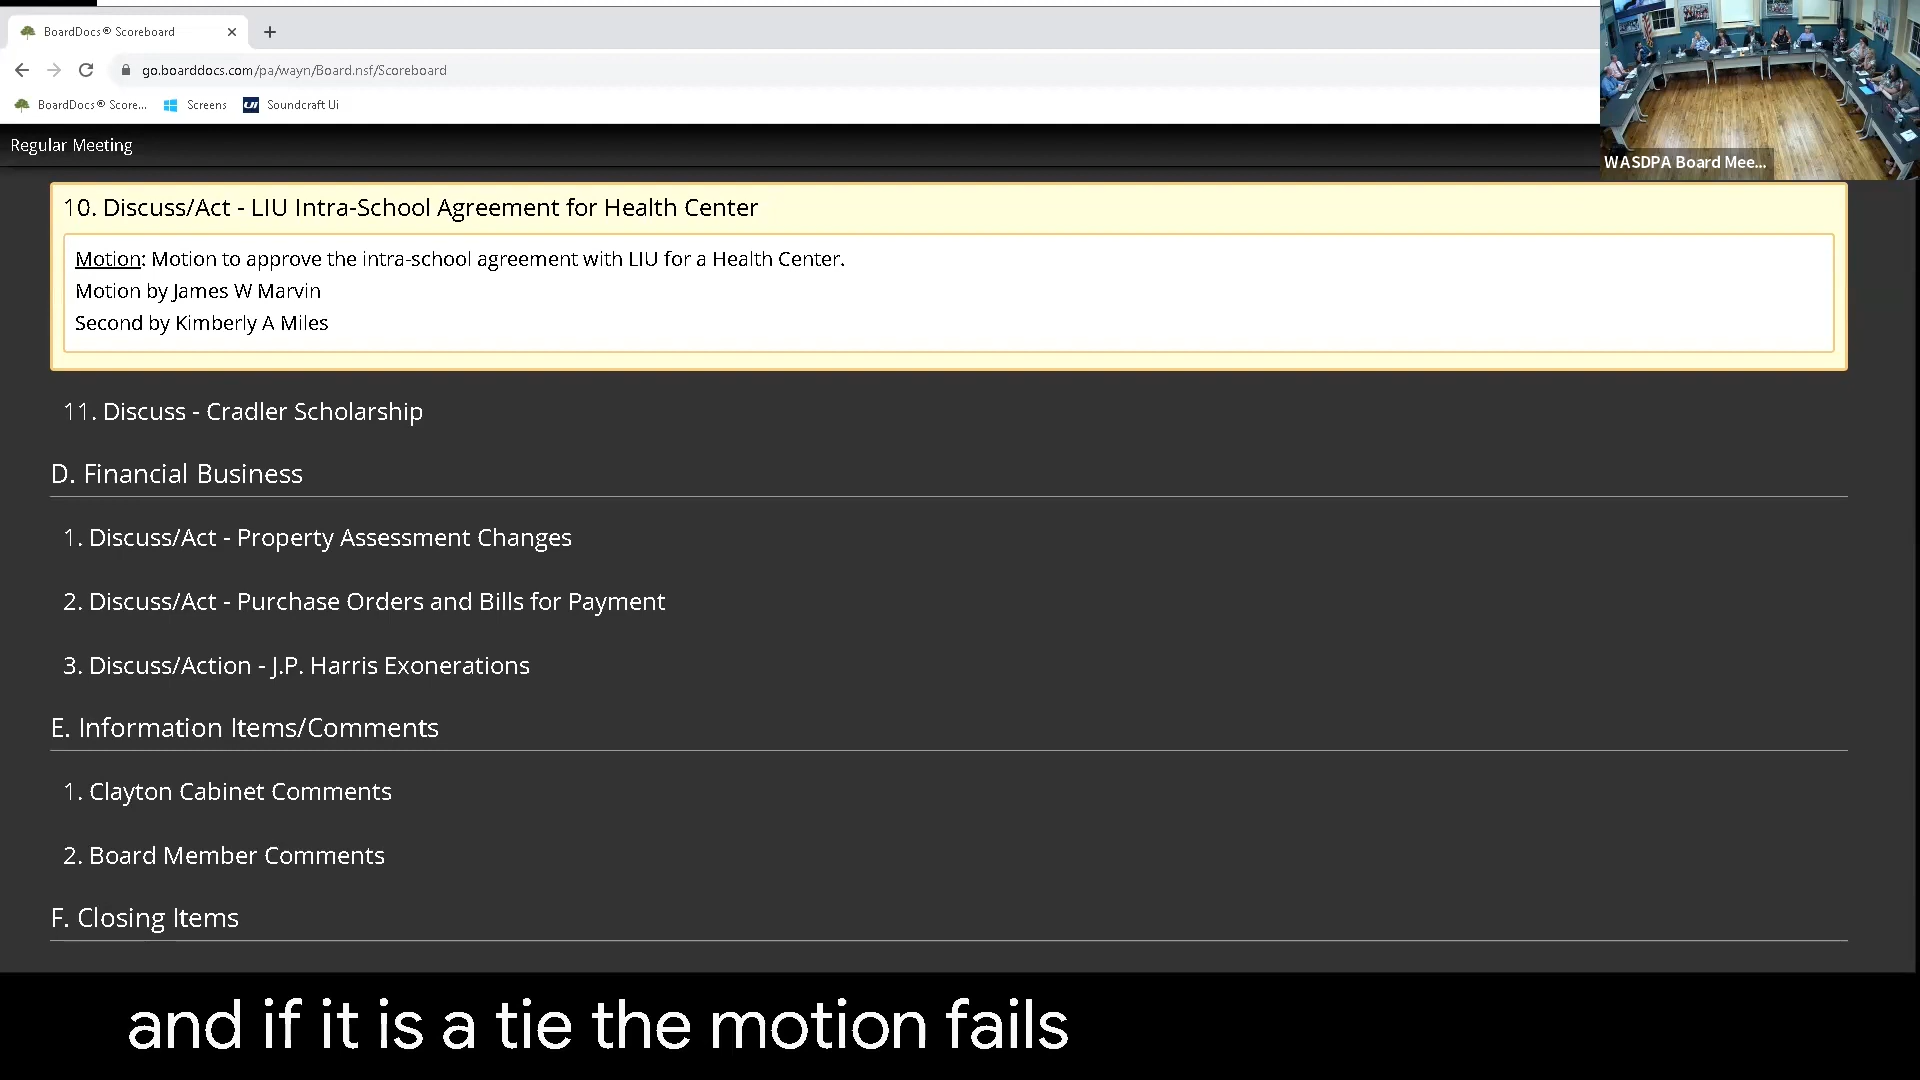 BoardDocs® Scoreboard
go.boarddocs.com/pa/wayn/Board.nsf/Scoreboard
BoardDocs® Score... Screens Soundcraft Ui
Regular Meeting
WASDPA Board Mee...
10. Discuss/Act - LIU Intra-School Agreement for Health Center
Motion: Motion to approve the intra-school agreement with LIU for a Health Center.
Motion by James W Marvin
Second by Kimberly A Miles
11. Discuss - Cradler Scholarship
D. Financial Business
1. Discuss/Act - Property Assessment Changes
2. Discuss/Act - Purchase Orders and Bills for Payment
3. Discuss/Action - J.P. Harris Exonerations
E. Information Items/Comments
1. Clayton Cabinet Comments
2. Board Member Comments
F. Closing Items
and if it is a tie the motion fails